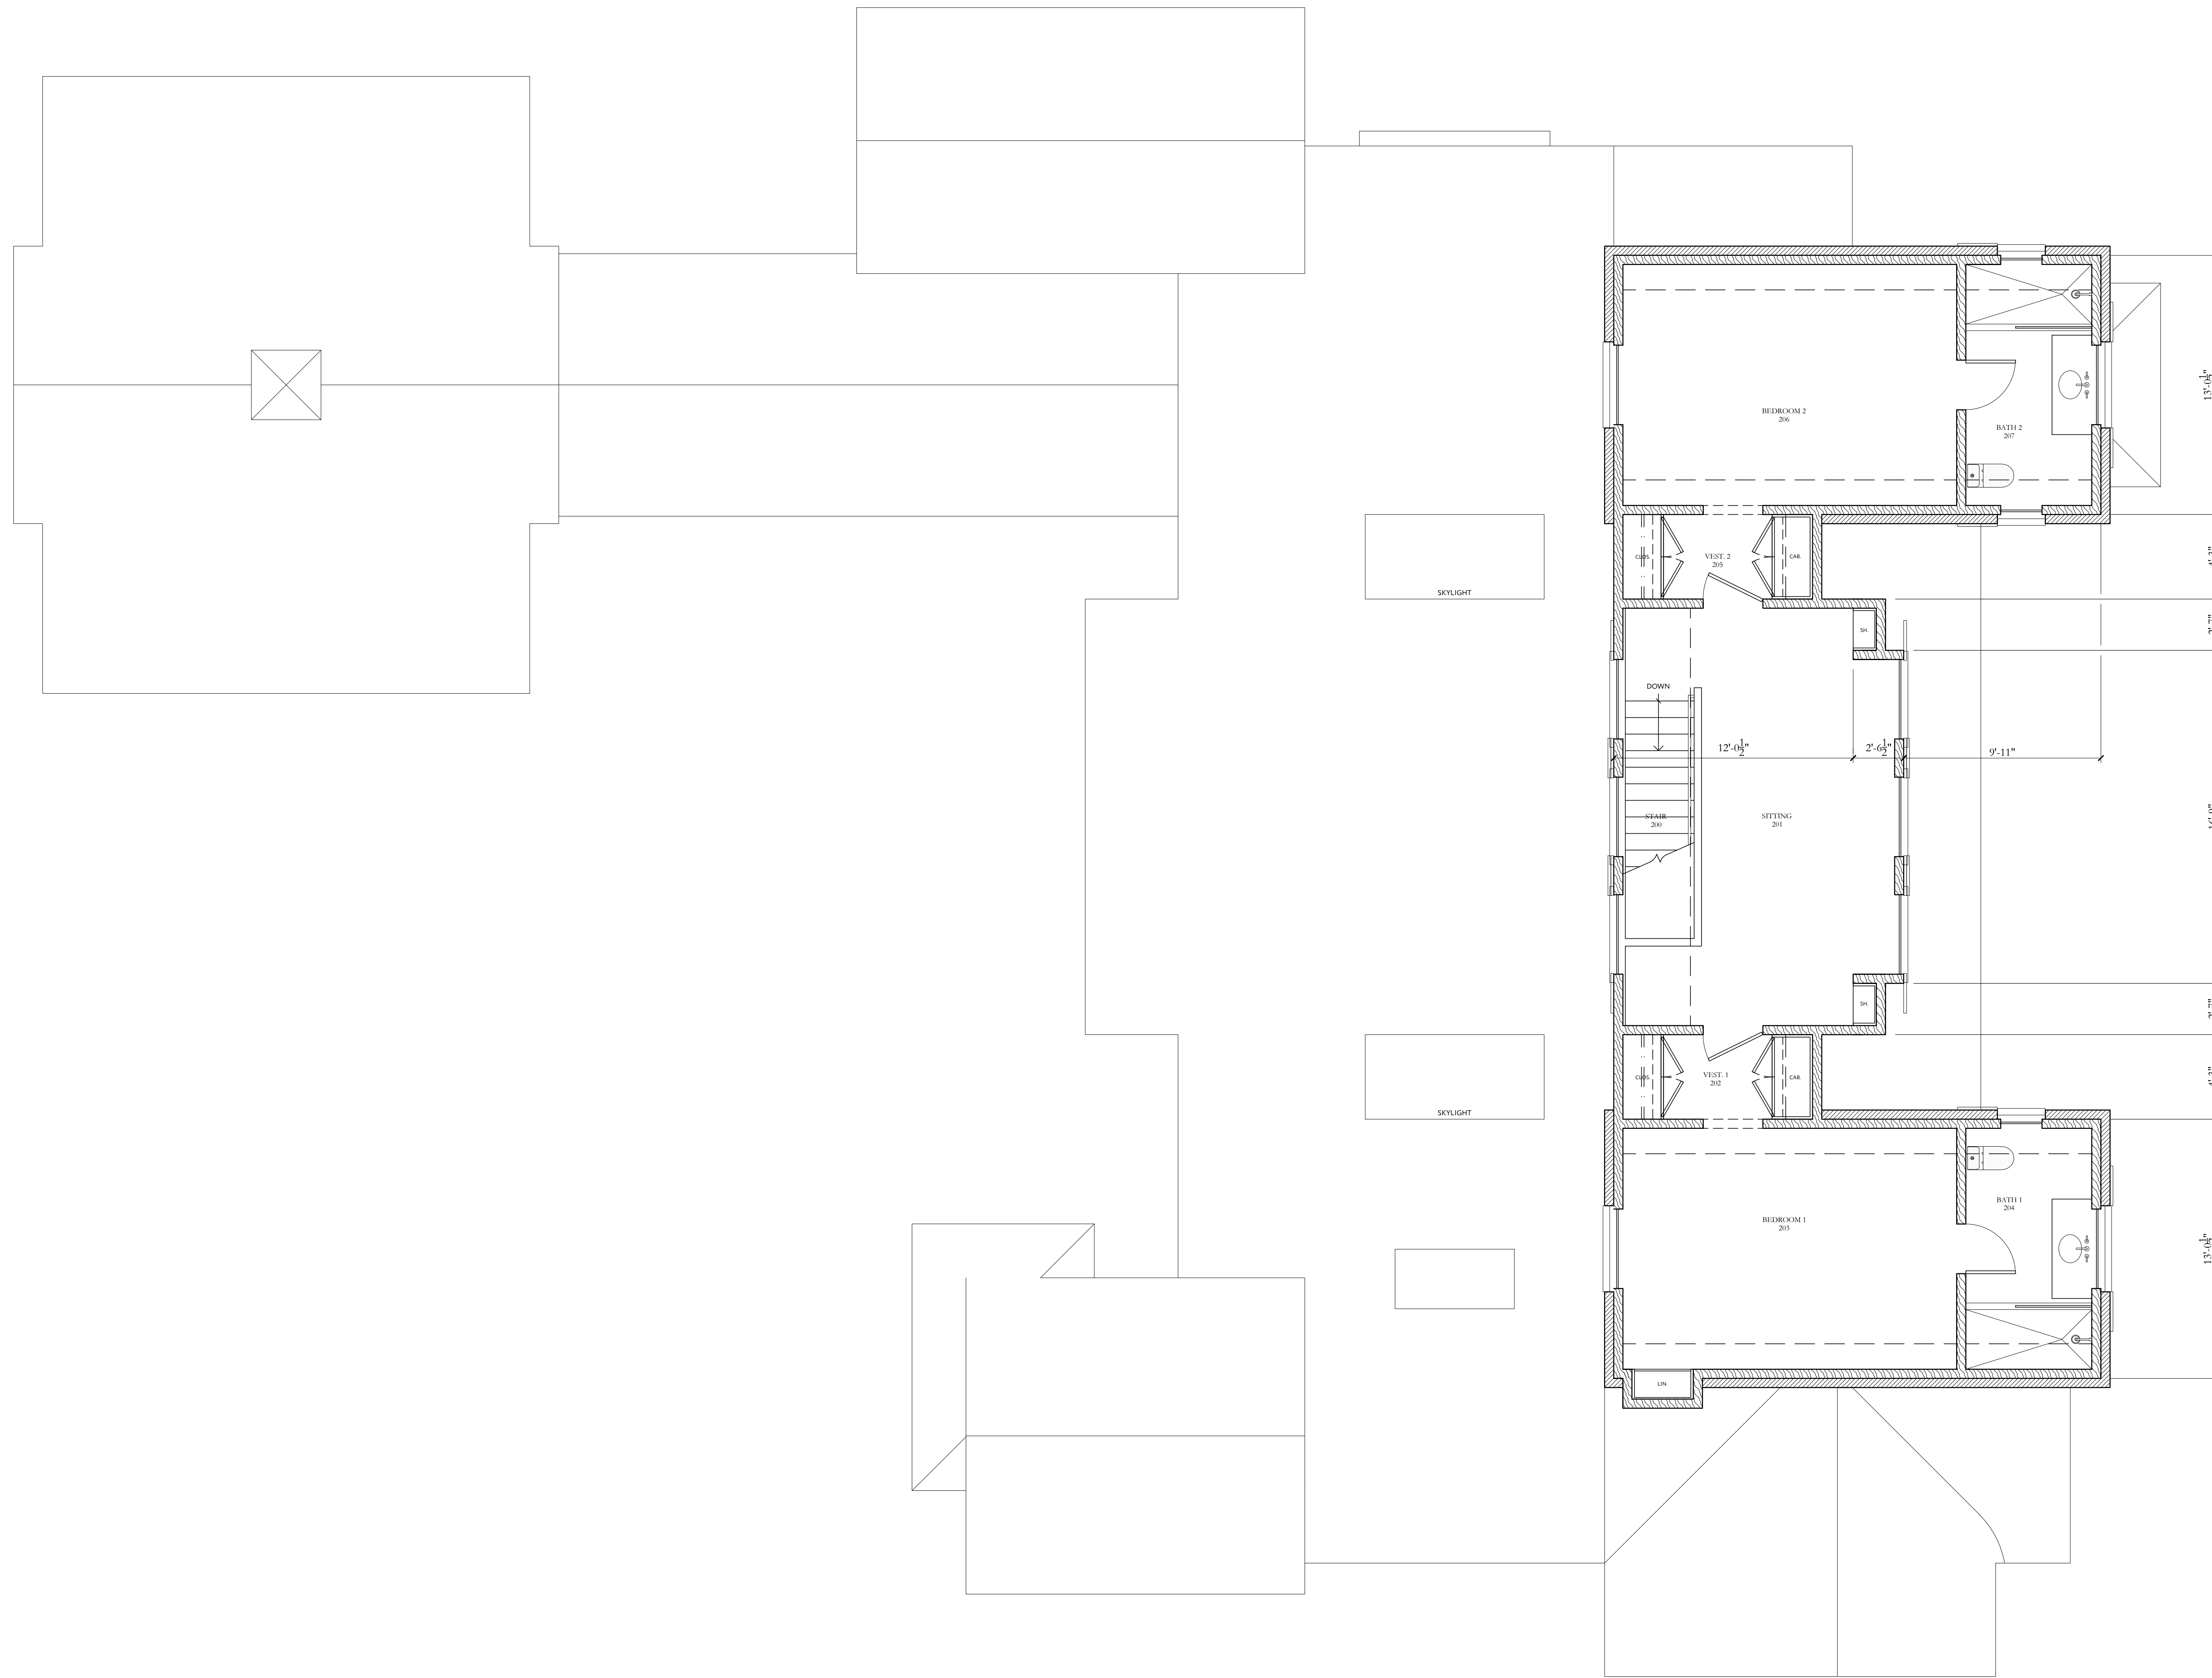 13'-0½"
BEDROOM 2
206
BATH 2
207
CLOS.
VEST. 2
205
CAB.
SKYLIGHT
SH.
DOWN
12'-0½"
2'-6½"
9'-11"
STAIR
200
SITTING
201
SH.
CLOS.
VEST. 1
202
CAB.
SKYLIGHT
BATH 1
204
BEDROOM 1
203
13'-0½"
LIN.